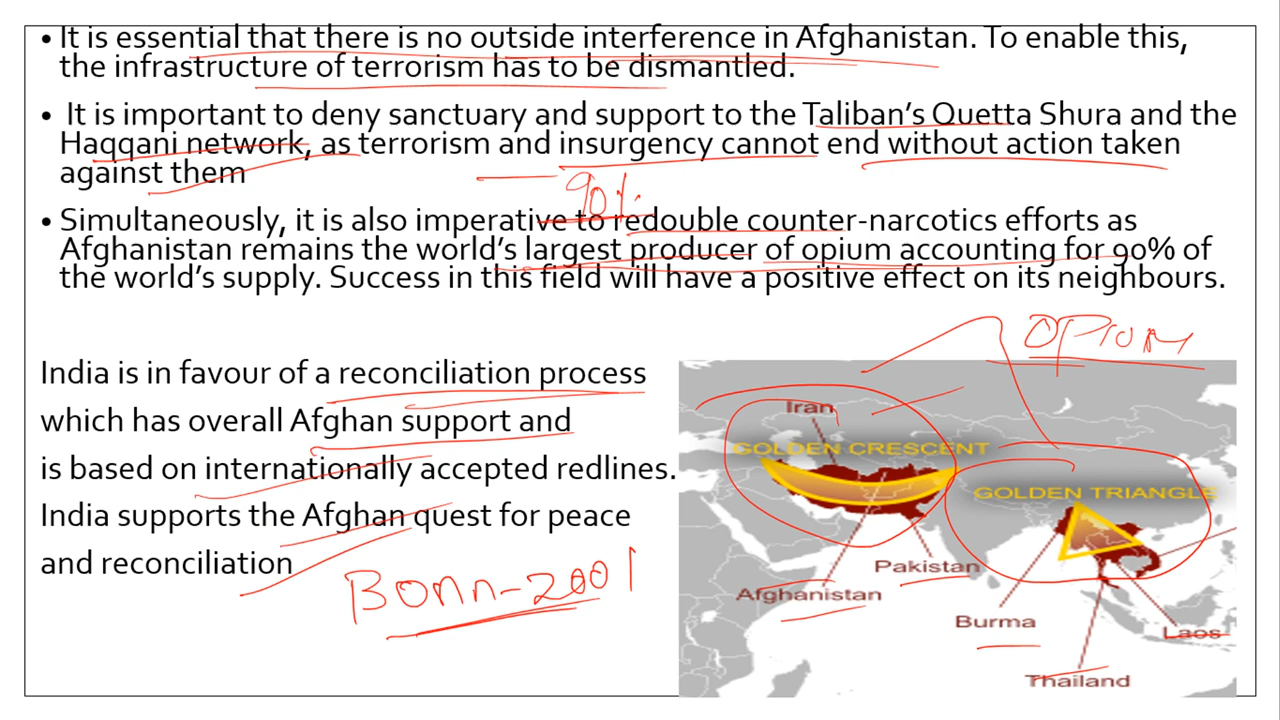 • It is essential that there is no outside interference in Afghanistan. To enable this,
the infrastructure of terrorism has to be dismantled.
• It is important to deny sanctuary and support to the Taliban's Quetta Shura and the
Haqqani network, as terrorism and insurgency cannot end without action taken
against them
90%
• Simultaneously, it is also imperative to redouble counter-narcotics efforts as
Afghanistan remains the world's largest producer of opium accounting for 90% of
the world's supply. Success in this field will have a positive effect on its neighbours.
India is in favour of a reconciliation process
which has overall Afghan support and
is based on internationally accepted redlines.
India supports the Afghan quest for peace
and reconciliation
Bonn-2001
OPIUM
Iran
GOLDEN CRESCENT
GOLDEN TRIANGLE
Pakistan
Afghanistan
Burma
Laos
Thailand